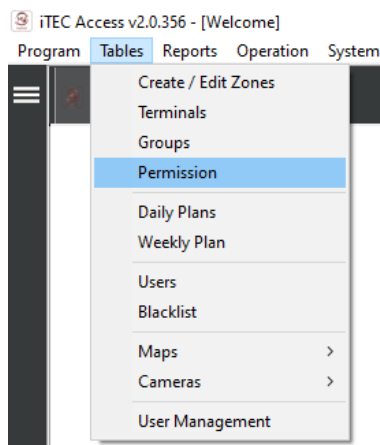 iTEC Access v2.0.356 - [Welcome]
Program Tables Reports Operation System
Create / Edit Zones
Terminals
Groups
Permission
Daily Plans
Weekly Plan
Users
Blacklist
Maps
Cameras
User Management